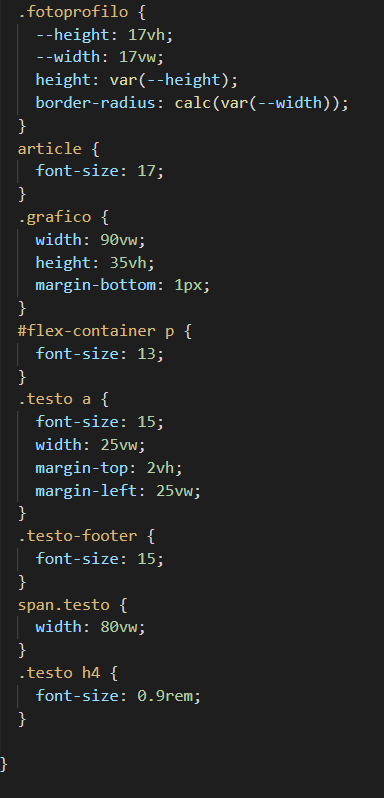 .fotoprofilo {
--height: 17vh;
--width: 17vw;
height: var(--height);
border-radius: calc(var(--width));
}
article {
font-size: 17;
}
.grafico {
width: 90vw;
height: 35vh;
margin-bottom: 1px;
}
#flex-container p {
font-size: 13;
}
.testo a {
font-size: 15;
width: 25vw;
margin-top: 2vh;
margin-left: 25vw;
}
.testo-footer {
font-size: 15;
}
span.testo {
width: 80vw;
}
.testo h4 {
font-size: 0.9rem;
}
}